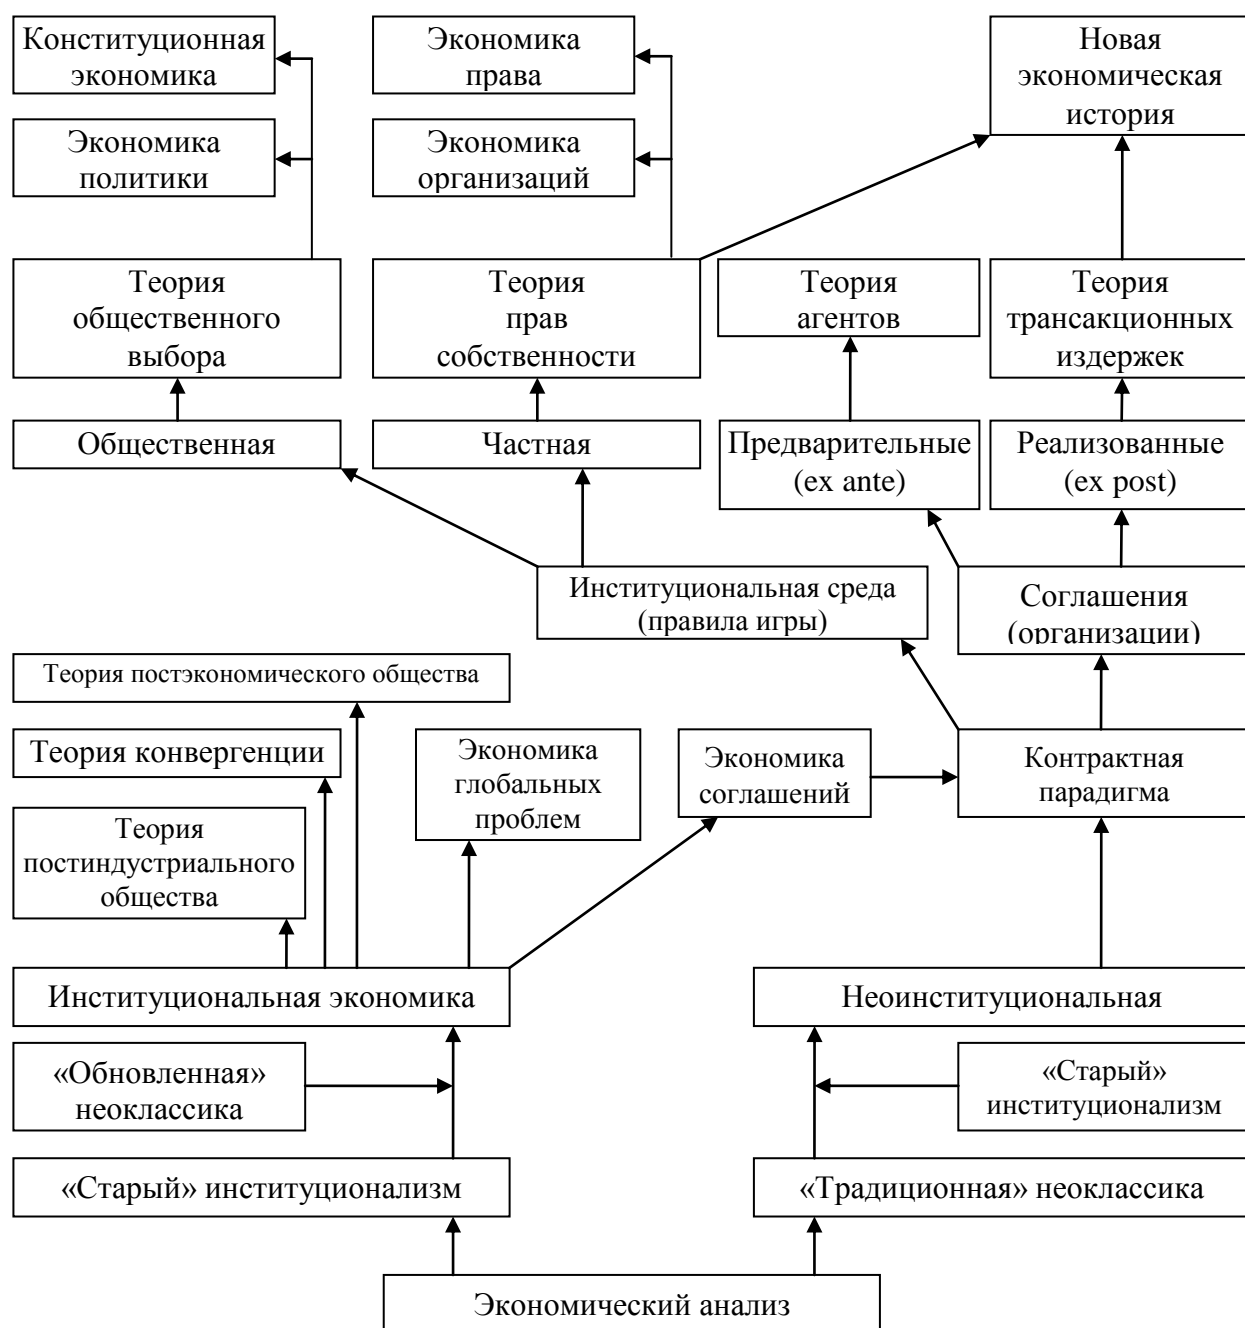 Конституционная
экономика
Экономика
права
Новая
экономическая
история
Экономика
политики
Экономика
организаций
Теория
общественного
выбора
Теория
прав
собственности
Теория
агентов
Теория
трансакционных
издержек
Общественная
Частная
Предварительные
(ex ante)
Реализованные
(ex post)
Институциональная среда
(правила игры)
Соглашения
(организации)
Теория постэкономического общества
Теория конвергенции
Экономика
глобальных
проблем
Экономика
соглашений
Контрактная
парадигма
Теория
постиндустриального
общества
Институциональная экономика
Неоинституциональная
«Обновленная»
неоклассика
«Старый»
институционализм
«Старый» институционализм
«Традиционная» неоклассика
Экономический анализ